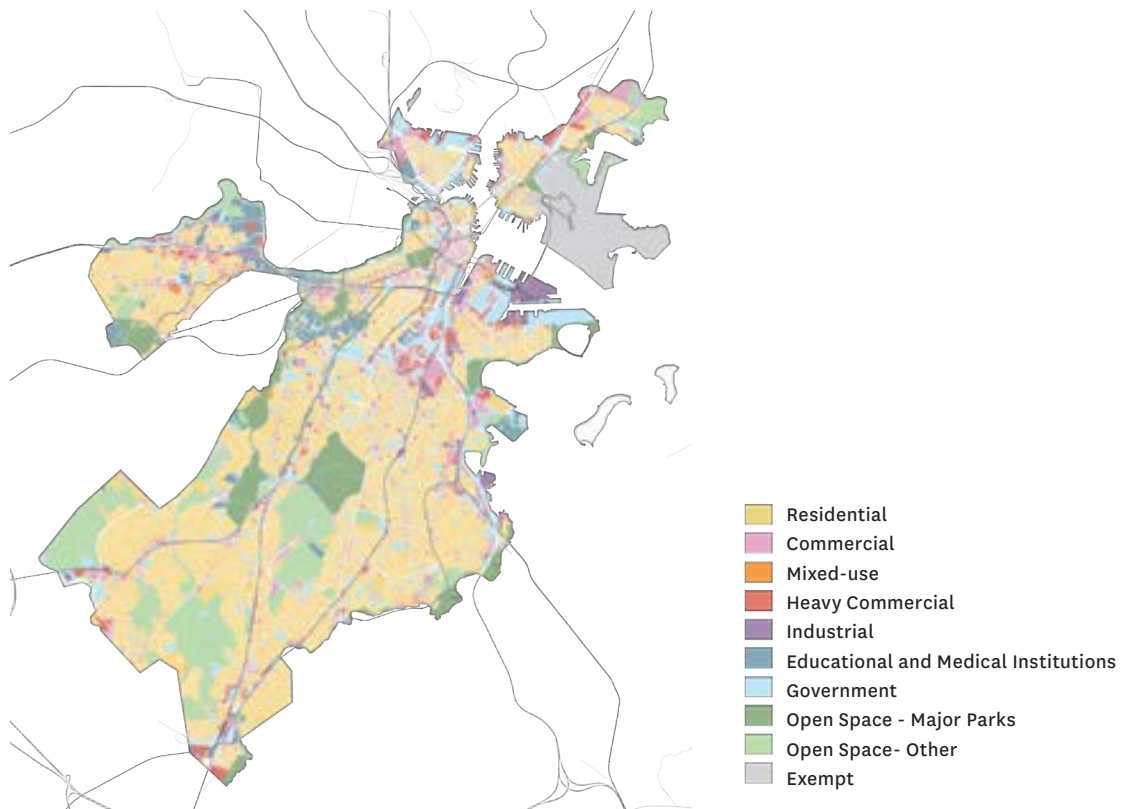 Residential
Commercial
Mixed-use
Heavy Commercial
Industrial
Educational and Medical Institutions
Government
Open Space - Major Parks
Open Space- Other
Exempt